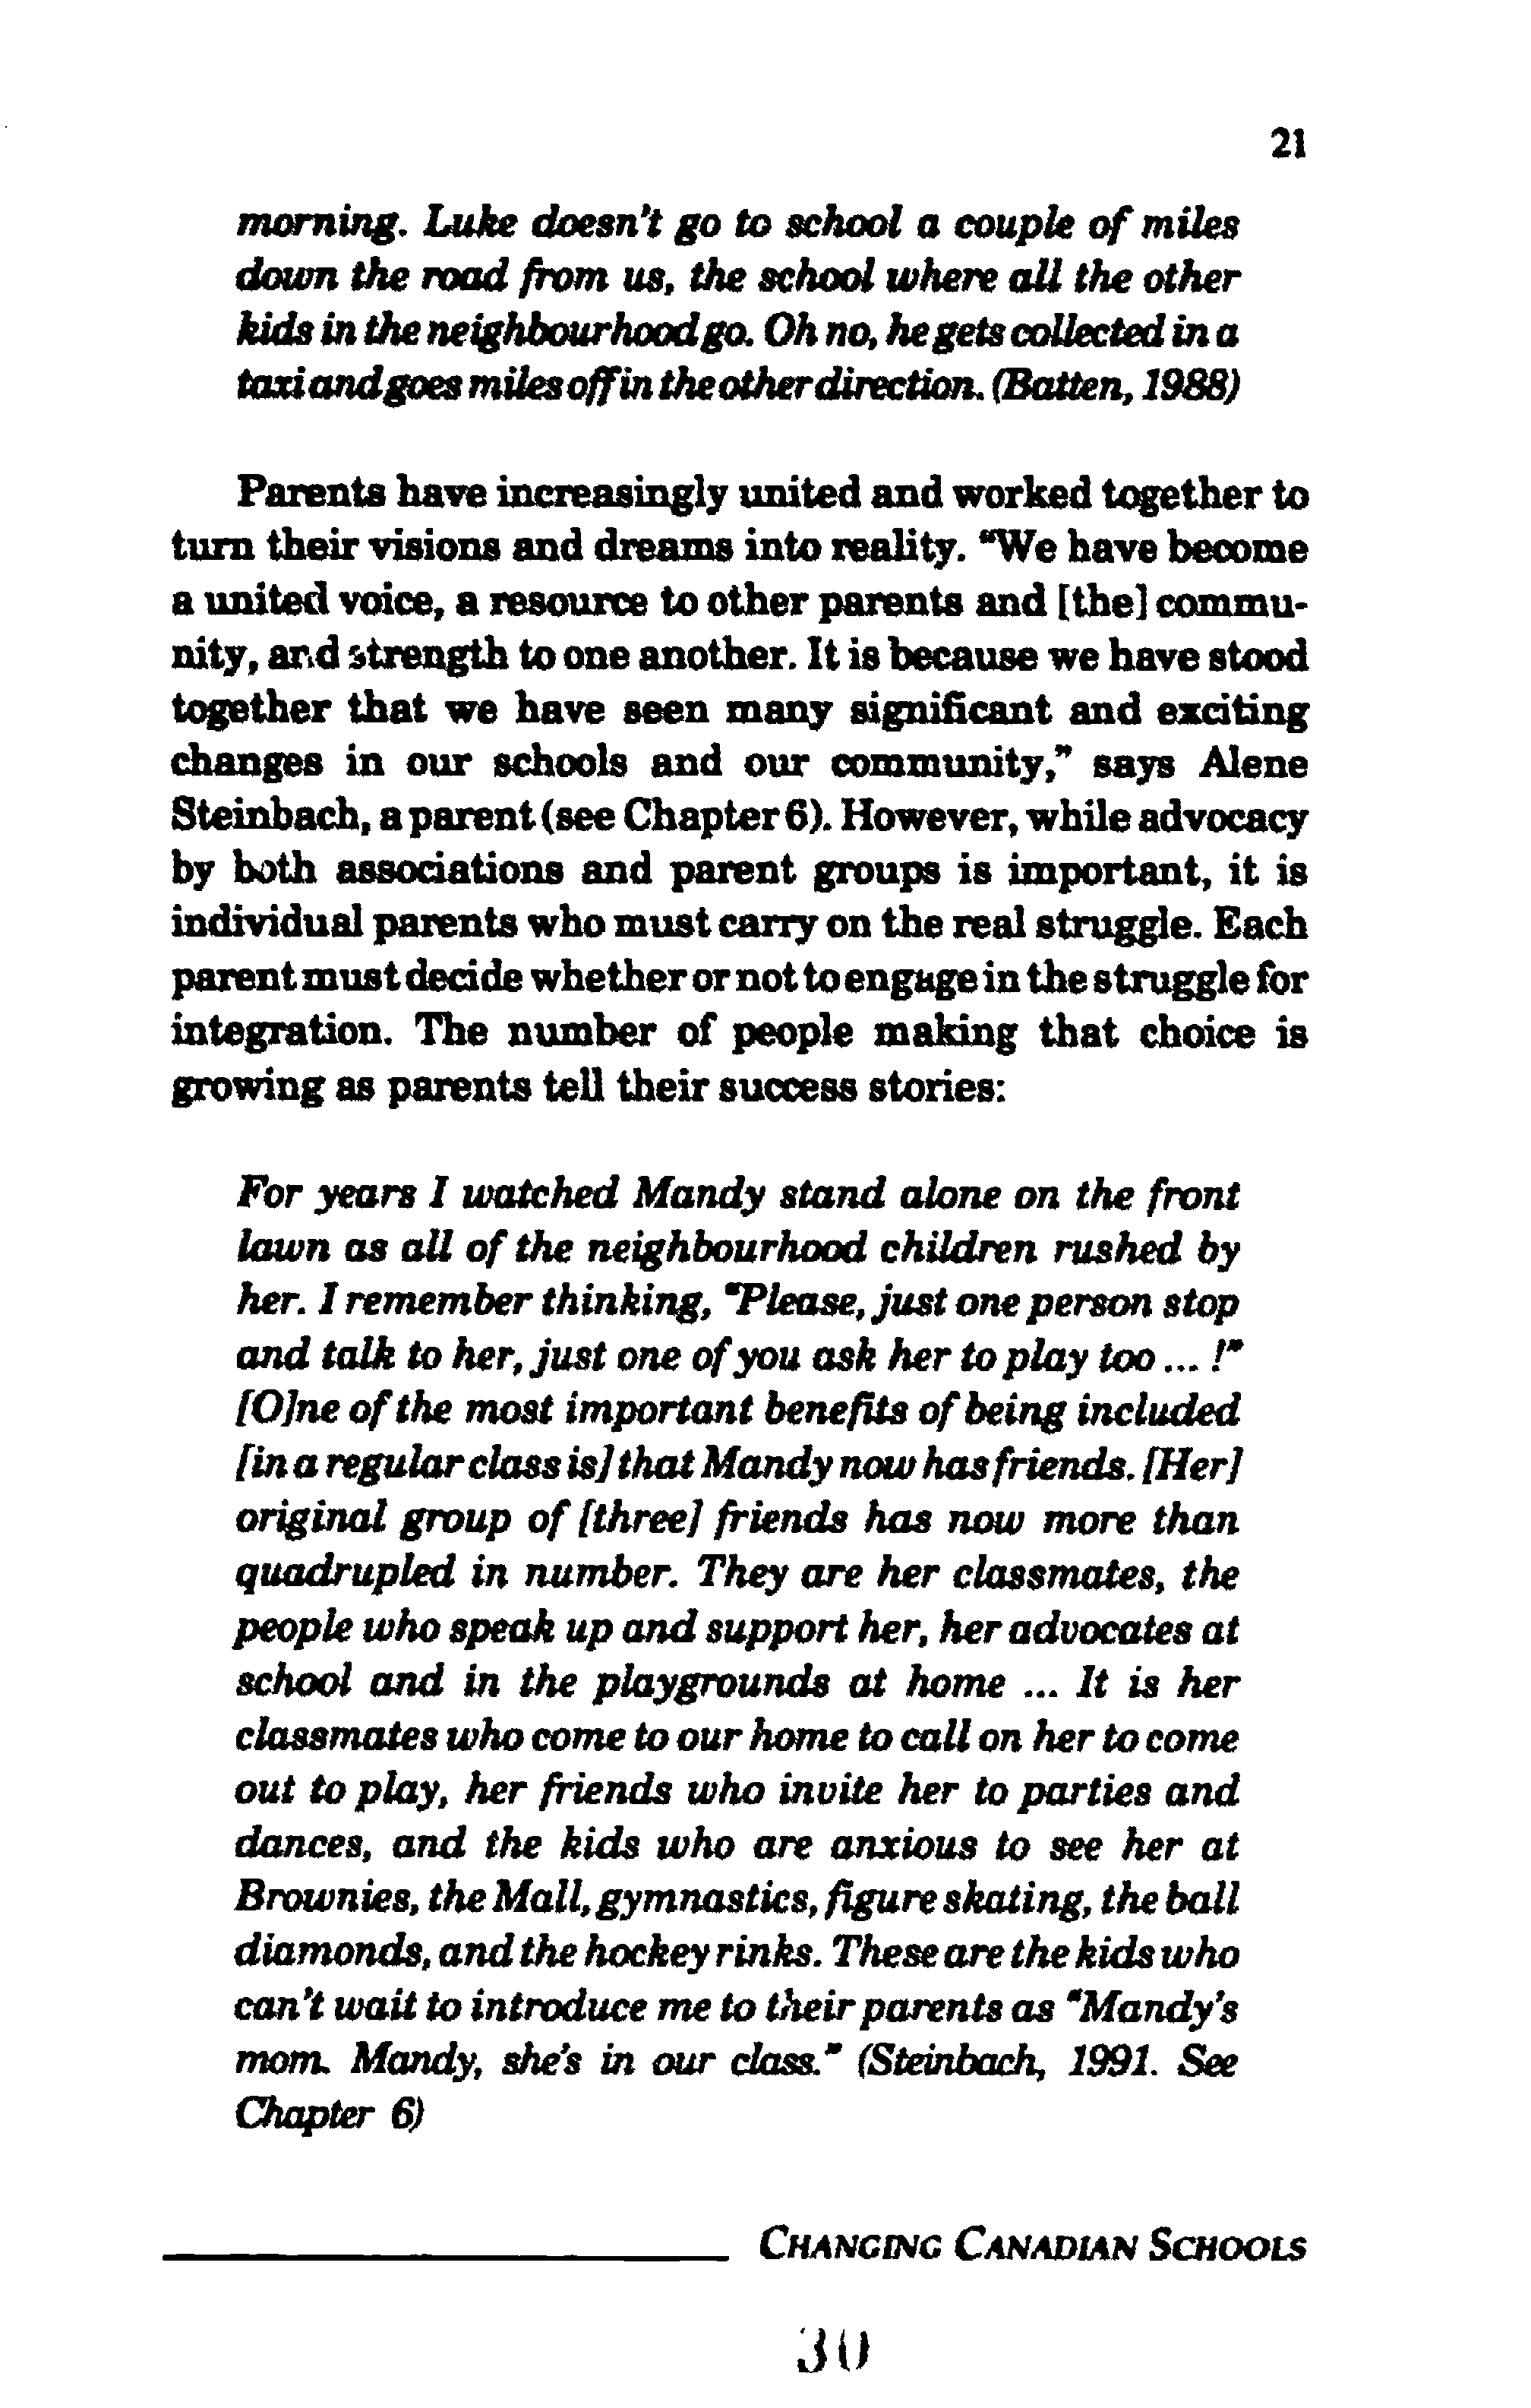 21
morning. Luke doesn't go to school a couple of miles
down the road from us, the school where all the other
kids in the neighbourhood go. Oh no, he gets collected in a
taxi and goes miles off in the other direction. (Batten, 1988)
Parents have increasingly united and worked together to
turn their visions and dreams into reality. "We have become
a united voice, a resource to other parents and [the] commu-
nity, and strength to one another. It is because we have stood
together that we have seen many significant and exciting
changes in our schools and our community," says Alene
Steinbach, a parent (see Chapter 6). However, while advocacy
by both associations and parent groups is important, it is
individual parents who must carry on the real struggle. Each
parent must decide whether or not to engage in the struggle for
integration. The number of people making that choice is
growing as parents tell their success stories:
For years I watched Mandy stand alone on the front
lawn as all of the neighbourhood children rushed by
her. I remember thinking, "Please, just one person stop
and talk to her, just one of you ask her to play too ... !"
[O]ne of the most important benefits of being included
[in a regular class is] that Mandy now has friends. [Her]
original group of [three] friends has now more than
quadrupled in number. They are her classmates, the
people who speak up and support her, her advocates at
school and in the playgrounds at home ... It is her
classmates who come to our home to call on her to come
out to play, her friends who invite her to parties and
dances, and the kids who are anxious to see her at
Brownies, the Mall, gymnastics, figure skating, the ball
diamonds, and the hockey rinks. These are the kids who
can't wait to introduce me to their parents as "Mandy's
mom. Mandy, she's in our class." (Steinbach, 1991. See
Chapter 6)
CHANGING CANADIAN SCHOOLS
30